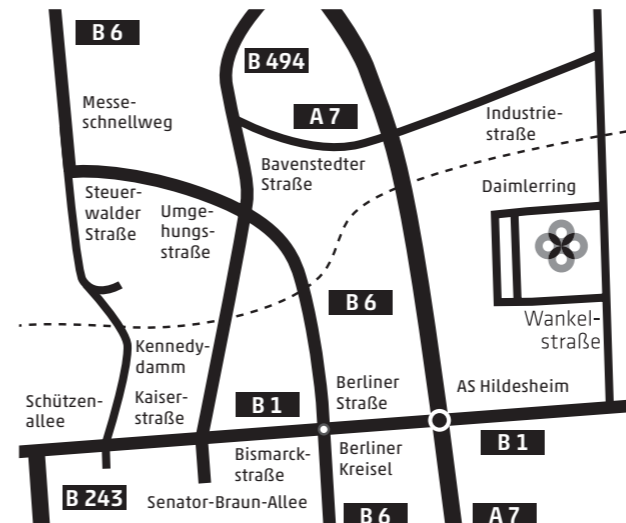 B 6
B 494
Messe-
schnellweg
A 7
Industrie-
straße
Bavenstedter
Straße
Daimlerring
Steuer-
walder
Straße
Umge-
hungs-
straße
B 6
Wankel-
straße
Kennedy-
damm
Berliner
Straße
AS Hildesheim
Schützen-
allee
Kaiser-
straße
B 1
B 1
Bismarck-
straße
Berliner
Kreisel
B 243
Senator-Braun-Allee
B 6
A 7